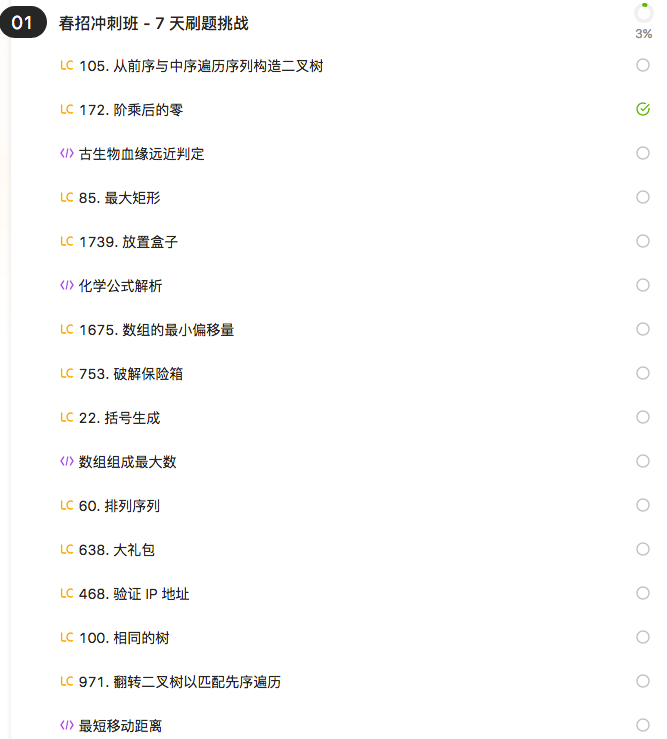 01 春招冲刺班 - 7 天刷题挑战
3%
LC 105. 从前序与中序遍历序列构造二叉树
LC 172. 阶乘后的零
</> 古生物血缘远近判定
LC 85. 最大矩形
LC 1739. 放置盒子
</> 化学公式解析
LC 1675. 数组的最小偏移量
LC 753. 破解保险箱
LC 22. 括号生成
</> 数组组成最大数
LC 60. 排列序列
LC 638. 大礼包
LC 468. 验证 IP 地址
LC 100. 相同的树
LC 971. 翻转二叉树以匹配先序遍历
</> 最短移动距离